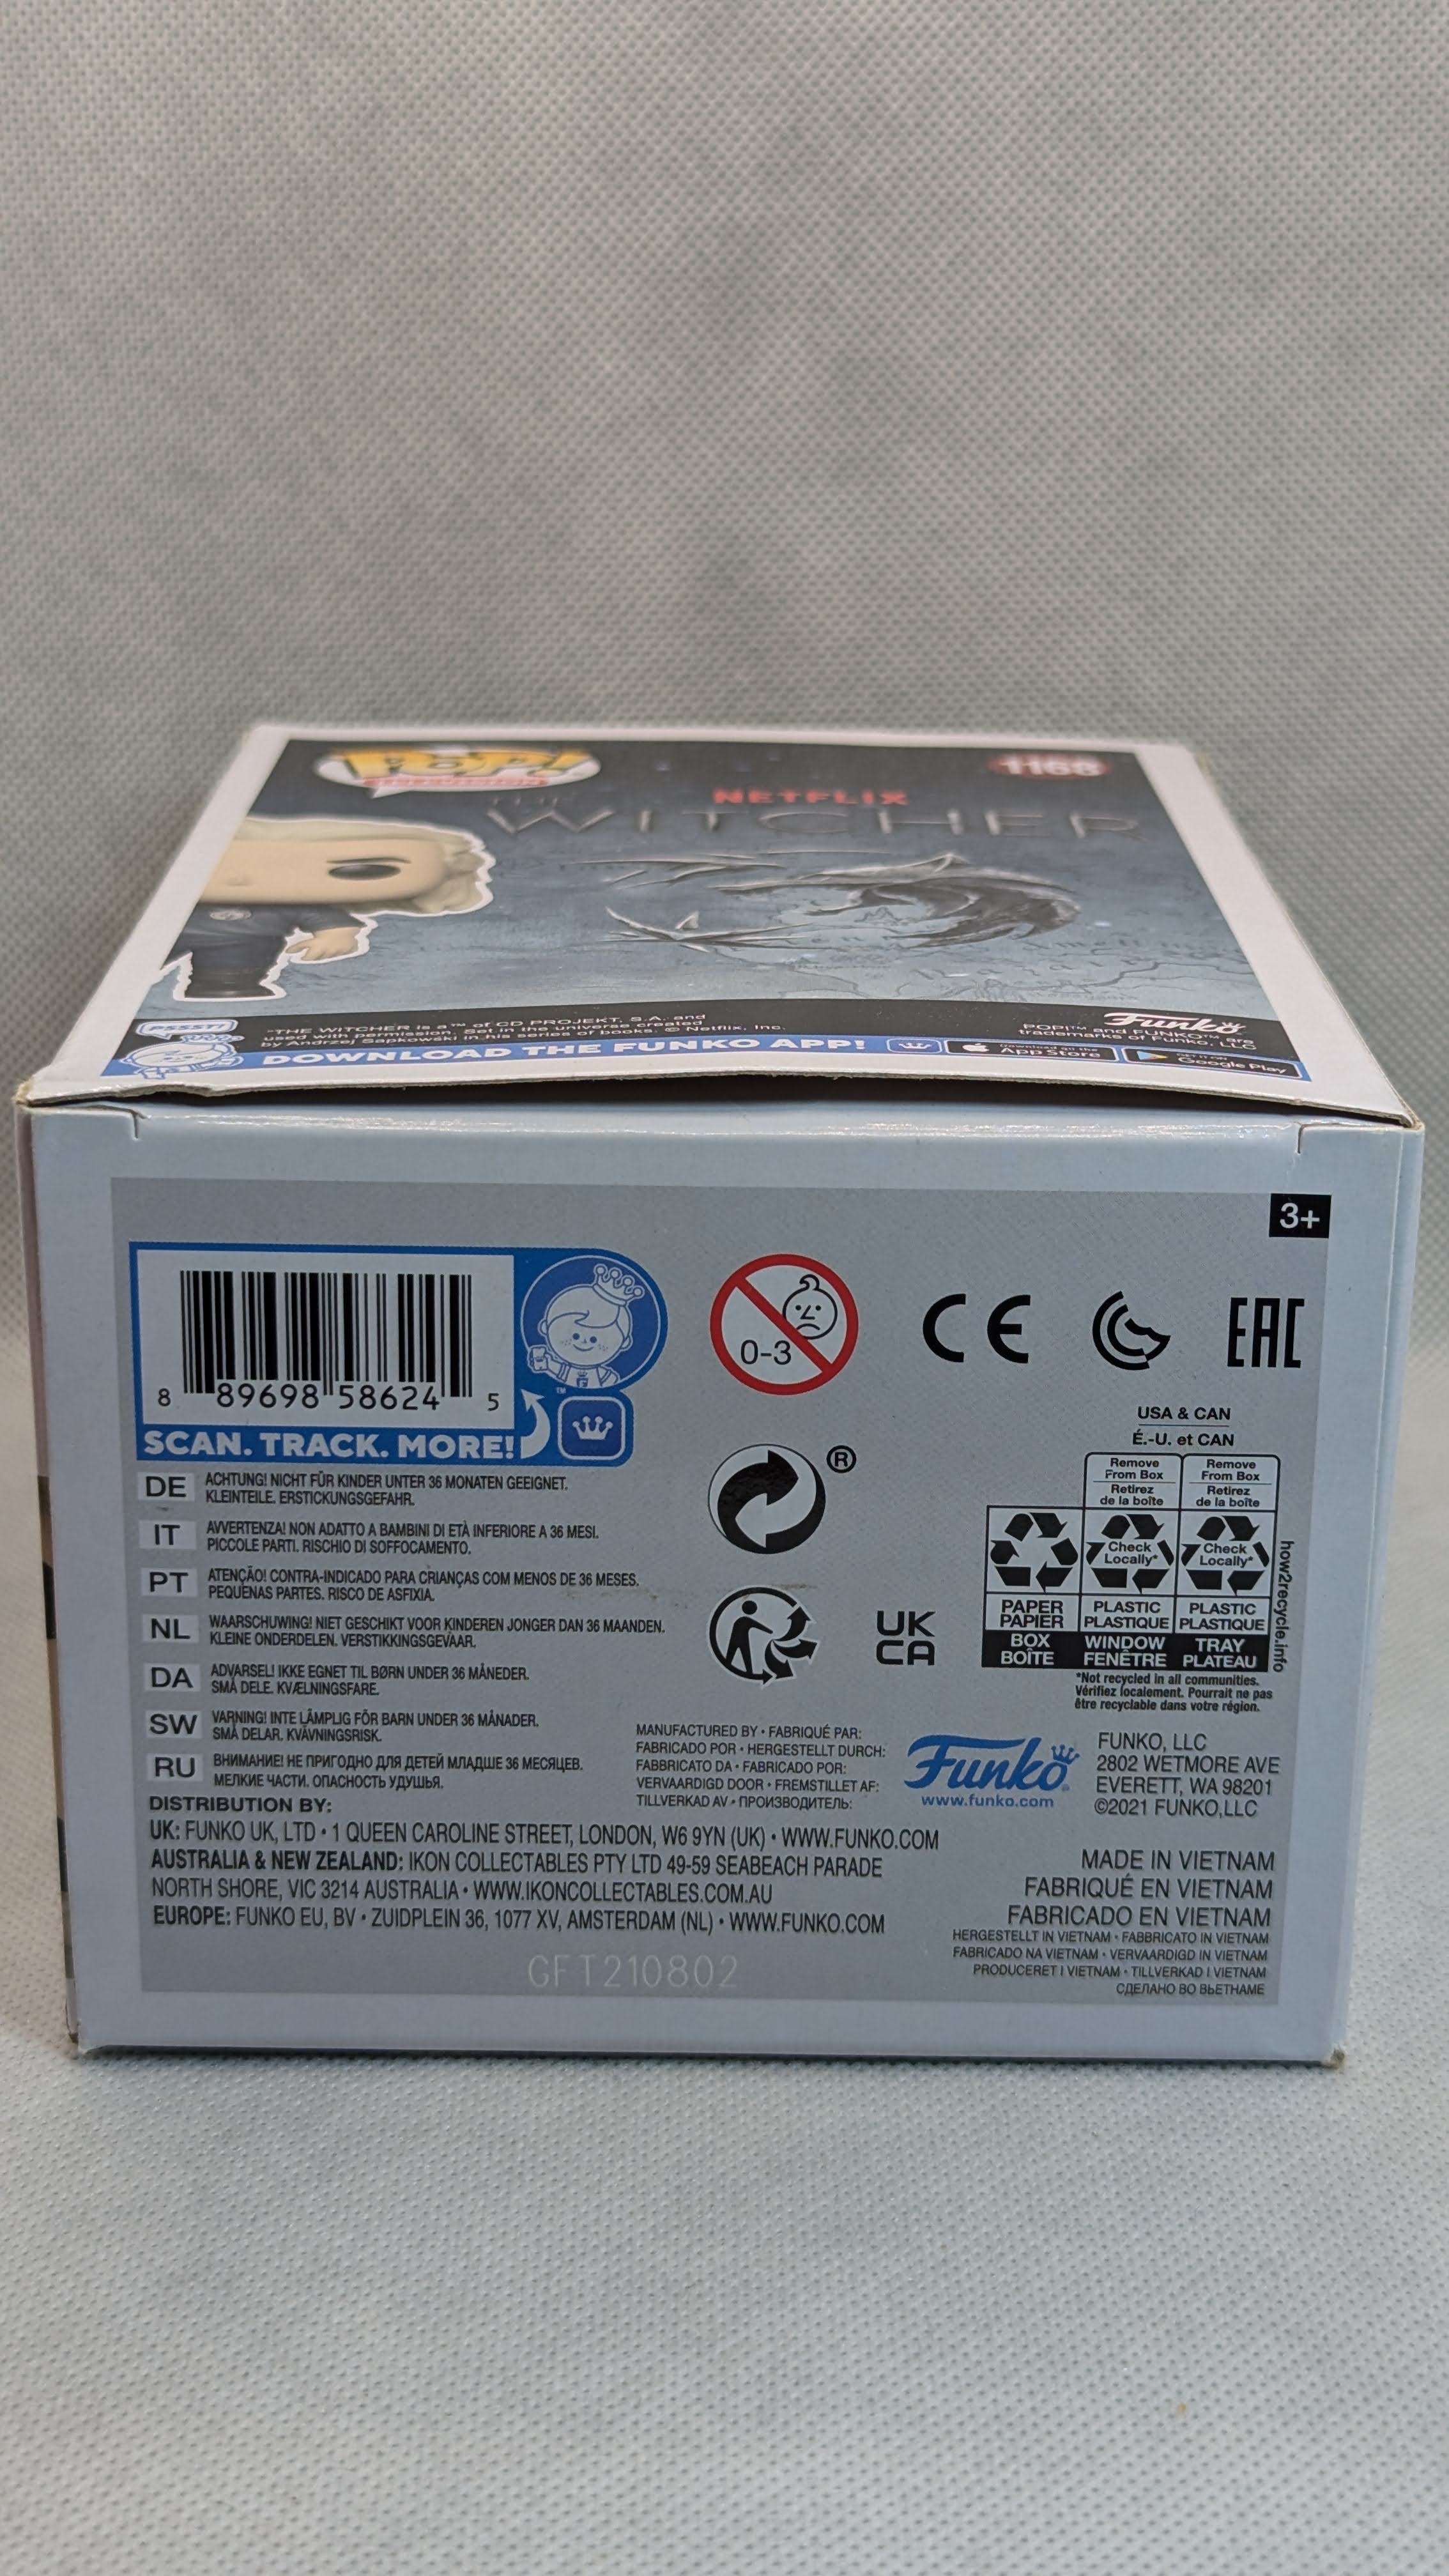 POP!
1168
NETFLIX
THE
WITCHER
PSSST!
"THE WITCHER is a ™ of CD PROJEKT. S.A. and
used with permission. Set in the universe created
by Andrzej Sapkowski in his series of books. © Netflix, Inc.
Funko
POP!™ and FUNKO™ are
trademarks of Funko, LLC
DOWNLOAD THE FUNKO APP!
Download on the
App Store
GET IT ON
Google Play
3+
8 89698 58624 5
™
SCAN. TRACK. MORE!
0-3
CE
EAC
®
UK
CA
USA & CAN
É.-U. et CAN
Remove
From Box
Retirez
de la boîte
Remove
From Box
Retirez
de la boîte
Check
Locally*
Check
Locally*
PAPER
PAPIER
PLASTIC
PLASTIQUE
PLASTIC
PLASTIQUE
BOX
BOÎTE
WINDOW
FENÊTRE
TRAY
PLATEAU
how2recycle.info
*Not recycled in all communities.
Vérifiez localement. Pourrait ne pas
être recyclable dans votre région.
DE ACHTUNG! NICHT FÜR KINDER UNTER 36 MONATEN GEEIGNET.
KLEINTEILE. ERSTICKUNGSGEFAHR.
IT AVVERTENZA! NON ADATTO A BAMBINI DI ETÀ INFERIORE A 36 MESI.
PICCOLE PARTI. RISCHIO DI SOFFOCAMENTO.
PT ATENÇÃO! CONTRA-INDICADO PARA CRIANÇAS COM MENOS DE 36 MESES.
PEQUENAS PARTES. RISCO DE ASFIXIA.
NL WAARSCHUWING! NIET GESCHIKT VOOR KINDEREN JONGER DAN 36 MAANDEN.
KLEINE ONDERDELEN. VERSTIKKINGSGEVAAR.
DA ADVARSEL! IKKE EGNET TIL BØRN UNDER 36 MÅNEDER.
SMÅ DELE. KVÆLNINGSFARE.
SW VARNING! INTE LÄMPLIG FÖR BARN UNDER 36 MÅNADER.
SMÅ DELAR. KVÄVNINGSRISK.
RU ВНИМАНИЕ! НЕ ПРИГОДНО ДЛЯ ДЕТЕЙ МЛАДШЕ 36 МЕСЯЦЕВ.
МЕЛКИЕ ЧАСТИ. ОПАСНОСТЬ УДУШЬЯ.
MANUFACTURED BY • FABRIQUÉ PAR:
FABRICADO POR • HERGESTELLT DURCH:
FABBRICATO DA • FABRICADO POR:
VERVAARDIGD DOOR • FREMSTILLET AF:
TILLVERKAD AV • ПРОИЗВОДИТЕЛЬ:
Funko®
www.funko.com
FUNKO, LLC
2802 WETMORE AVE
EVERETT, WA 98201
©2021 FUNKO,LLC
DISTRIBUTION BY:
UK: FUNKO UK, LTD • 1 QUEEN CAROLINE STREET, LONDON, W6 9YN (UK) • WWW.FUNKO.COM
AUSTRALIA & NEW ZEALAND: IKON COLLECTABLES PTY LTD 49-59 SEABEACH PARADE
NORTH SHORE, VIC 3214 AUSTRALIA • WWW.IKONCOLLECTABLES.COM.AU
EUROPE: FUNKO EU, BV • ZUIDPLEIN 36, 1077 XV, AMSTERDAM (NL) • WWW.FUNKO.COM
MADE IN VIETNAM
FABRIQUÉ EN VIETNAM
FABRICADO EN VIETNAM
HERGESTELLT IN VIETNAM • FABBRICATO IN VIETNAM
FABRICADO NA VIETNAM • VERVAARDIGD IN VIETNAM
PRODUCERET I VIETNAM • TILLVERKAD I VIETNAM
СДЕЛАНО ВО ВЬЕТНАМЕ
GFT210802